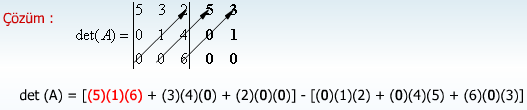 Çözüm :
5 3 2 5 3
det(A) = 0 1 4 0 1
0 0 6 0 0
det (A) = [(5)(1)(6) + (3)(4)(0) + (2)(0)(0)] - [(0)(1)(2) + (0)(4)(5) + (6)(0)(3)]